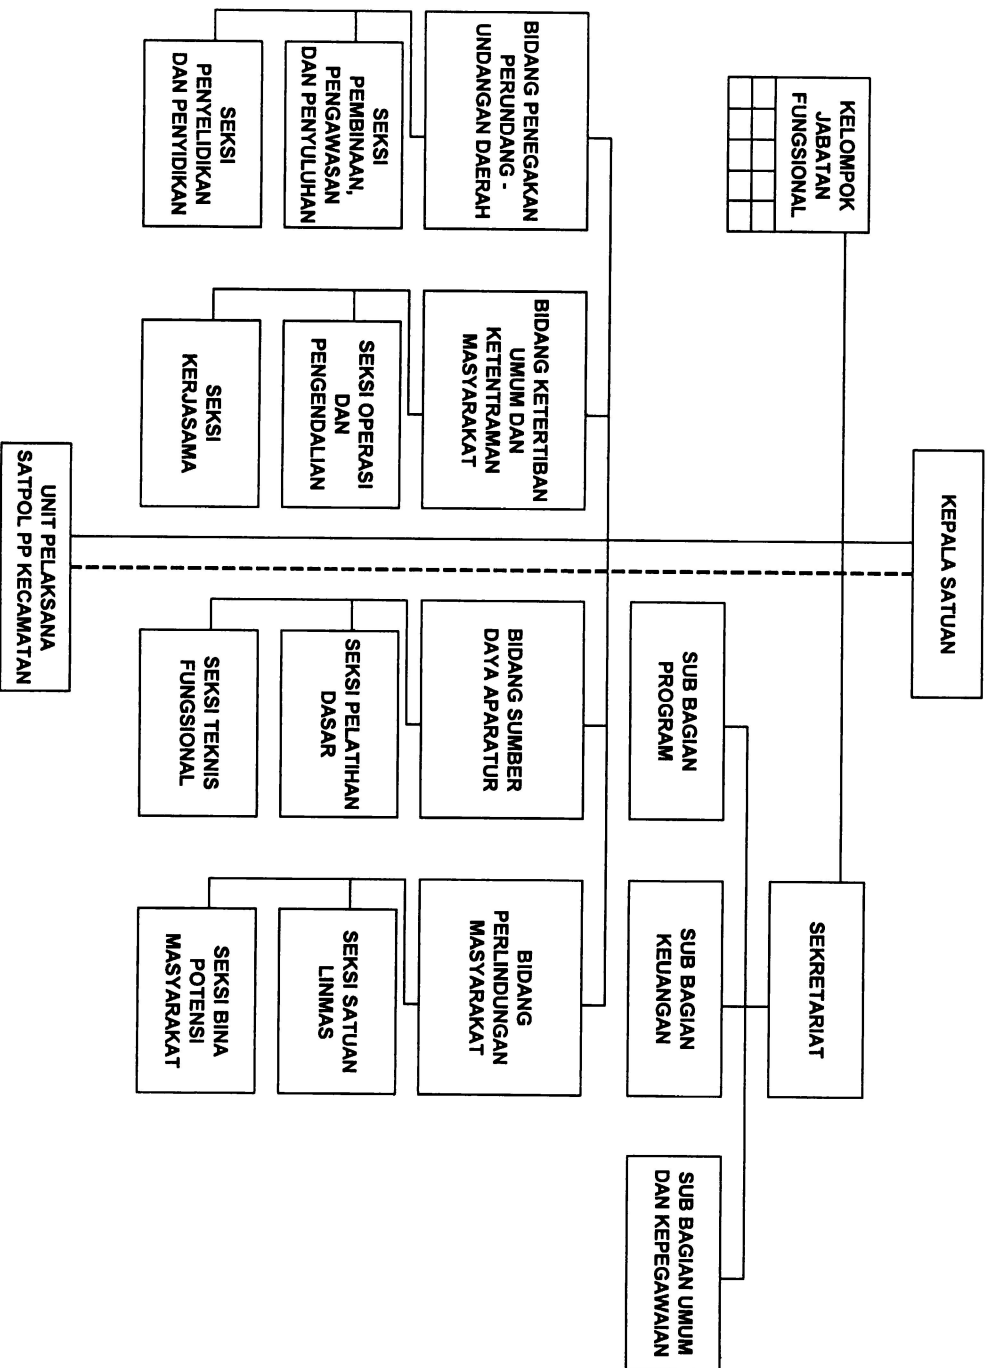 KEPALA SATUAN
KELOMPOK
JABATAN
FUNGSIONAL
SEKRETARIAT
SUB BAGIAN
PROGRAM
SUB BAGIAN
KEUANGAN
SUB BAGIAN UMUM
DAN KEPEGAWAIAN
BIDANG PENEGAKAN
PERUNDANG -
UNDANGAN DAERAH
BIDANG KETERTIBAN
UMUM DAN
KETENTRAMAN
MASYARAKAT
BIDANG SUMBER
DAYA APARATUR
BIDANG
PERLINDUNGAN
MASYARAKAT
SEKSI
PEMBINAAN,
PENGAWASAN
DAN PENYULUHAN
SEKSI OPERASI
DAN
PENGENDALIAN
SEKSI PELATIHAN
DASAR
SEKSI SATUAN
LINMAS
SEKSI
PENYELIDIKAN
DAN PENYIDIKAN
SEKSI
KERJASAMA
SEKSI TEKNIS
FUNGSIONAL
SEKSI BINA
POTENSI
MASYARAKAT
UNIT PELAKSANA
SATPOL PP KECAMATAN